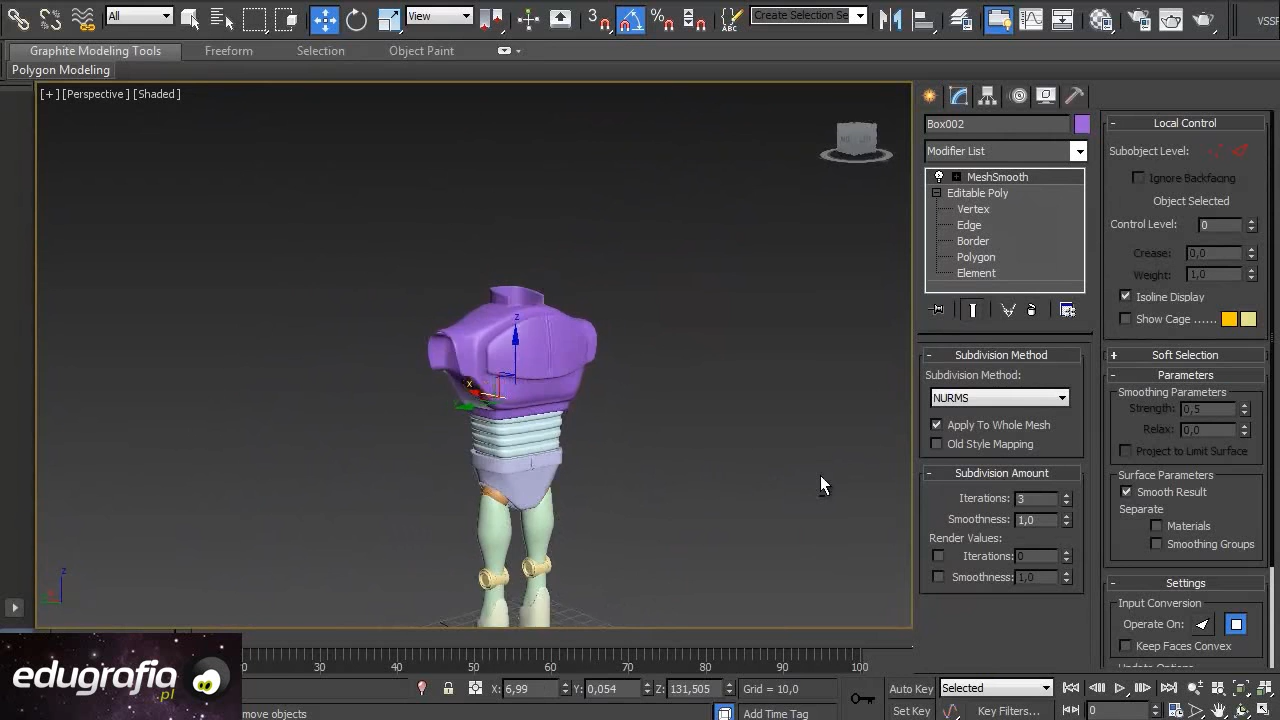 All
View
3
ABC
Create Selection Se
VSSF
Graphite Modeling Tools
Freeform
Selection
Object Paint
Polygon Modeling
[+] [Perspective] [Shaded]
z
x
z
Box002
Modifier List
MeshSmooth
Editable Poly
Vertex
Edge
Border
Polygon
Element
Subdivision Method
Subdivision Method:
NURMS
Apply To Whole Mesh
Old Style Mapping
Subdivision Amount
Iterations: 3
Smoothness: 1,0
Render Values:
Iterations: 0
Smoothness: 1,0
Local Control
Subobject Level:
Ignore Backfacing
Object Selected
Control Level: 0
Crease: 0,0
Weight: 1,0
Isoline Display
Show Cage ......
Soft Selection
Parameters
Smoothing Parameters
Strength: 0,5
Relax: 0,0
Project to Limit Surface
Surface Parameters
Smooth Result
Separate
Materials
Smoothing Groups
Settings
Input Conversion
Operate On:
Keep Faces Convex
edugrafia.pl
30 40 50 60 70 80 90 100
X: 6,99 Y: 0,054 Z: 131,505 Grid = 10,0
Auto Key Selected
move objects
Add Time Tag
Set Key Key Filters... 0